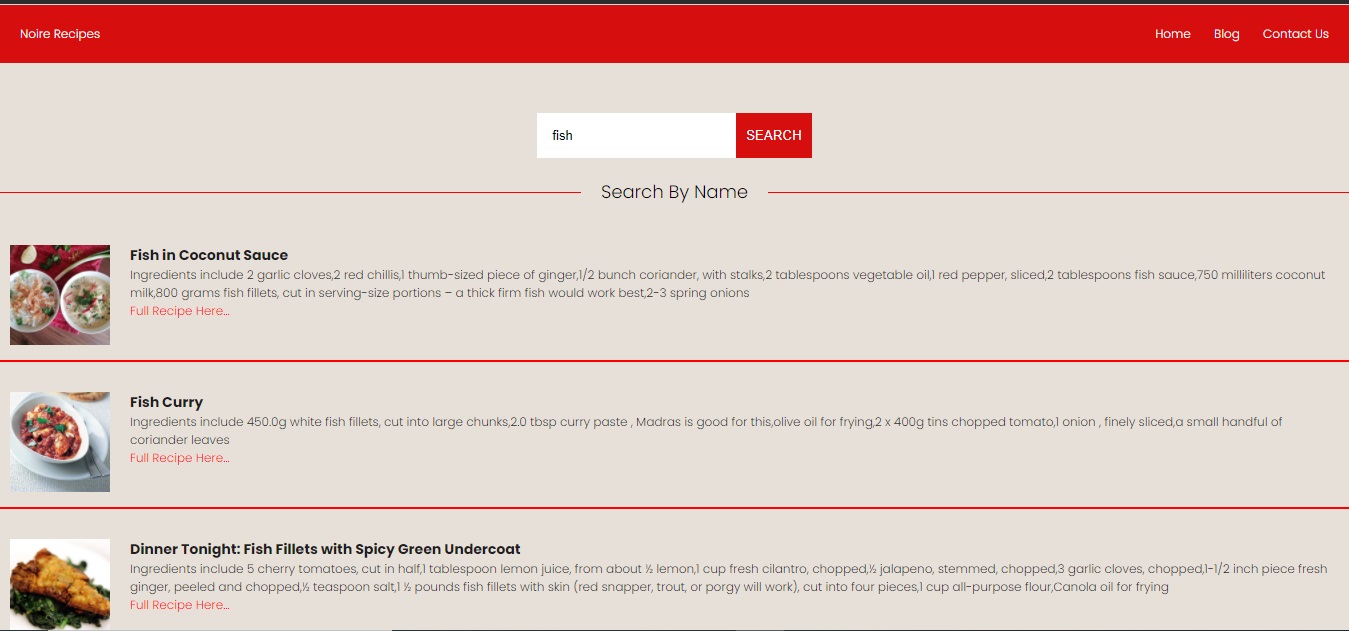 Noire Recipes Home Blog Contact Us
fish SEARCH
Search By Name
Fish in Coconut Sauce
Ingredients include 2 garlic cloves,2 red chillis,1 thumb-sized piece of ginger,1/2 bunch coriander, with stalks,2 tablespoons vegetable oil,1 red pepper, sliced,2 tablespoons fish sauce,750 milliliters coconut
milk,800 grams fish fillets, cut in serving-size portions – a thick firm fish would work best,2-3 spring onions
Full Recipe Here...
Fish Curry
Ingredients include 450.0g white fish fillets, cut into large chunks,2.0 tbsp curry paste , Madras is good for this,olive oil for frying,2 x 400g tins chopped tomato,1 onion , finely sliced,a small handful of
coriander leaves
Full Recipe Here...
Dinner Tonight: Fish Fillets with Spicy Green Undercoat
Ingredients include 5 cherry tomatoes, cut in half,1 tablespoon lemon juice, from about ½ lemon,1 cup fresh cilantro, chopped,½ jalapeno, stemmed, chopped,3 garlic cloves, chopped,1-1/2 inch piece fresh
ginger, peeled and chopped,½ teaspoon salt,1 ½ pounds fish fillets with skin (red snapper, trout, or porgy will work), cut into four pieces,1 cup all-purpose flour,Canola oil for frying
Full Recipe Here...